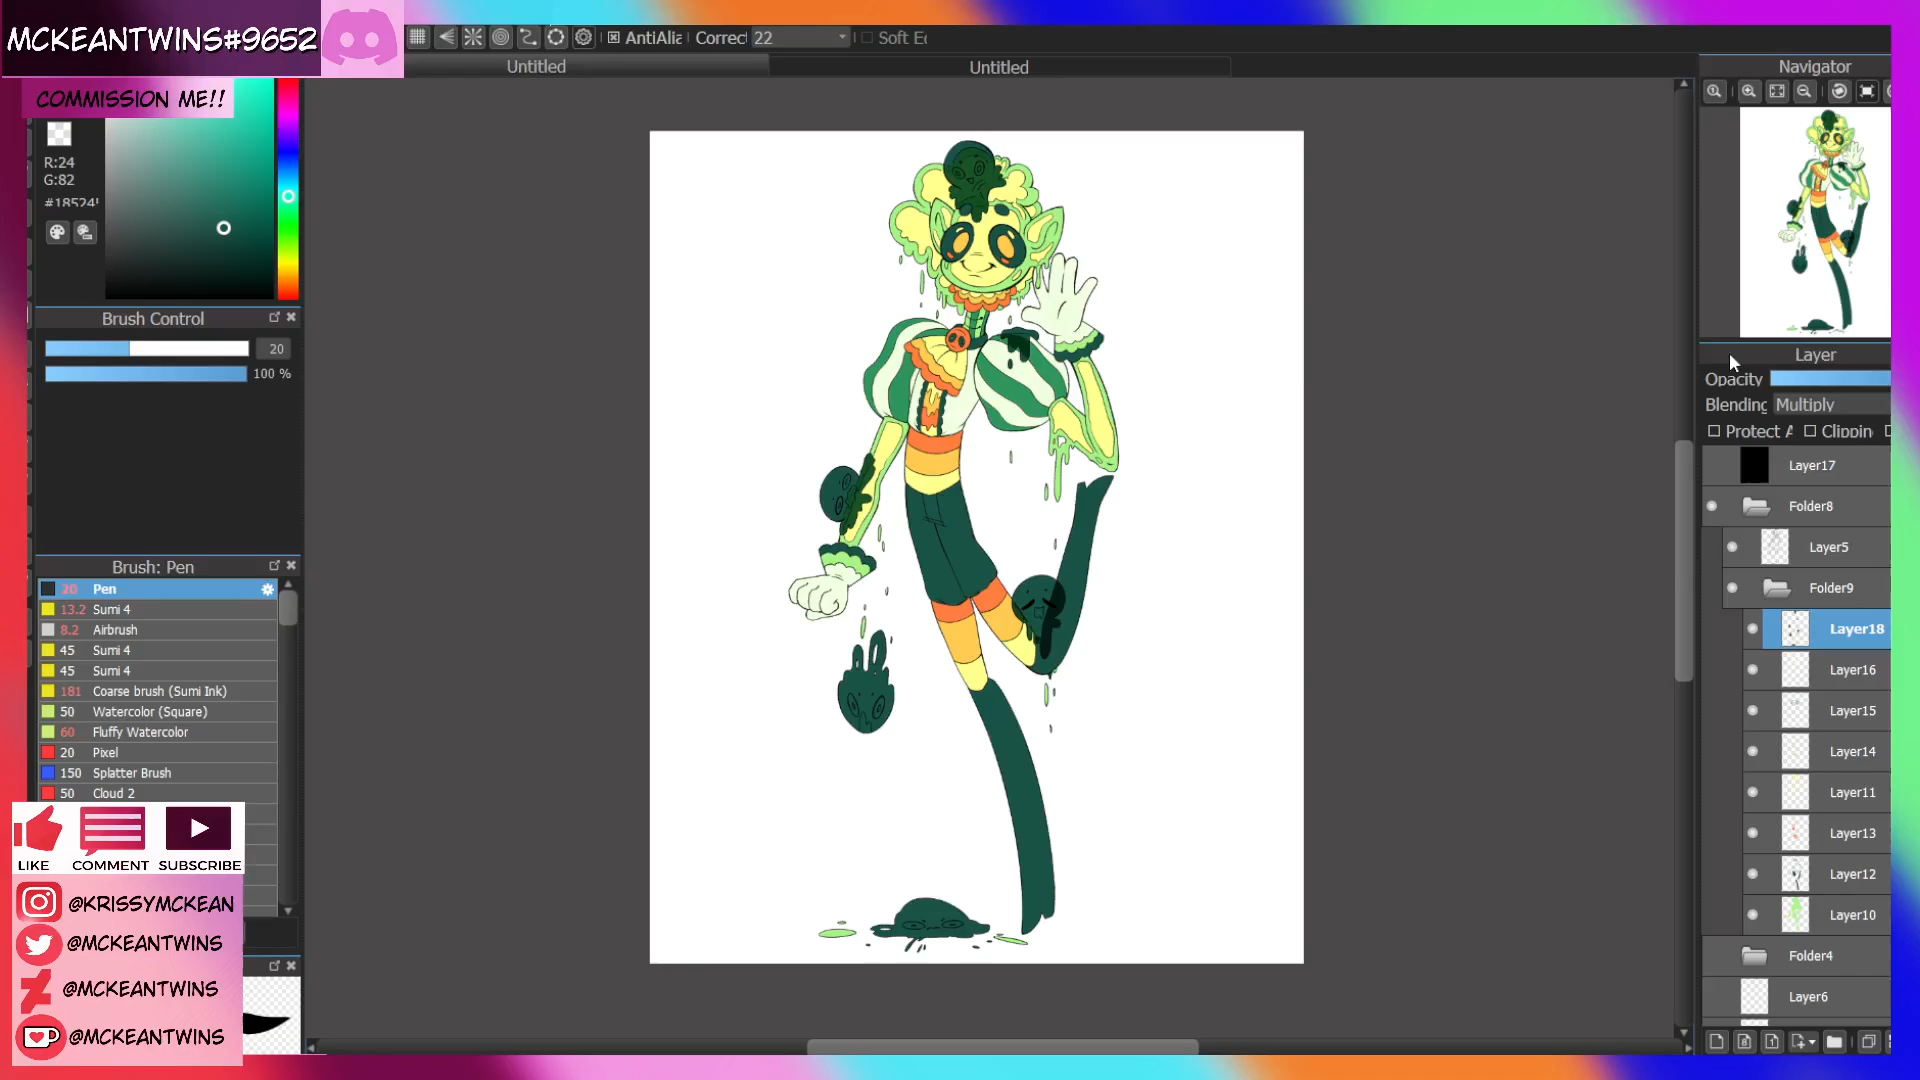 MCKEANTWINS#9652
COMMISSION ME!!
AntiAlia
Correct
22
Soft Ed
Untitled
Untitled
R:24
G:82
#18524
Brush Control
20
100 %
Brush: Pen
20 Pen
13.2 Sumi 4
8.2 Airbrush
45 Sumi 4
45 Sumi 4
181 Coarse brush (Sumi Ink)
50 Watercolor (Square)
60 Fluffy Watercolor
20 Pixel
150 Splatter Brush
50 Cloud 2
LIKE COMMENT SUBSCRIBE
@KRISSYMCKEAN
@MCKEANTWINS
@MCKEANTWINS
@MCKEANTWINS
Navigator
Layer
Opacity
Blending Multiply
Protect A Clippin
Layer17
Folder8
Layer5
Folder9
Layer18
Layer16
Layer15
Layer14
Layer11
Layer13
Layer12
Layer10
Folder4
Layer6